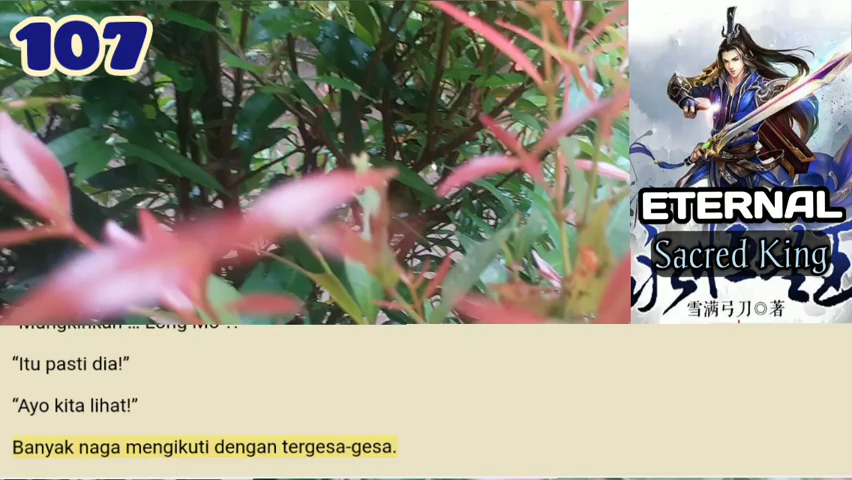 107
ETERNAL
Sacred King
雪满弓刀◎著
“Itu pasti dia!”
“Ayo kita lihat!”
Banyak naga mengikuti dengan tergesa-gesa.